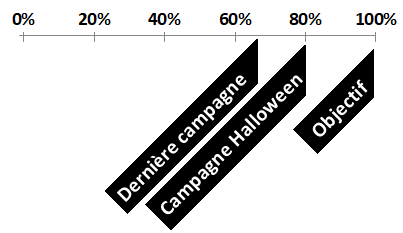 0% 20% 40% 60% 80% 100%
Dernière campagne
Campagne Halloween
Objectif